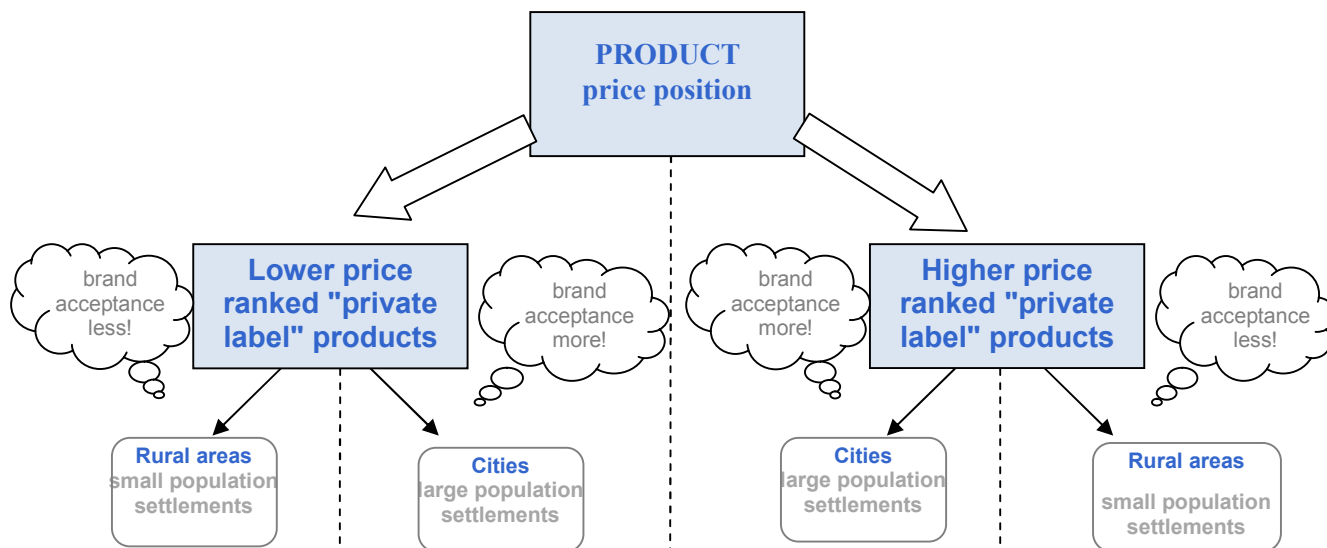 PRODUCT
price position
brand
acceptance
less!
Lower price
ranked "private
label" products
brand
acceptance
more!
brand
acceptance
more!
Higher price
ranked "private
label" products
brand
acceptance
less!
Rural areas
small population
settlements
Cities
large population
settlements
Cities
large population
settlements
Rural areas
small population
settlements